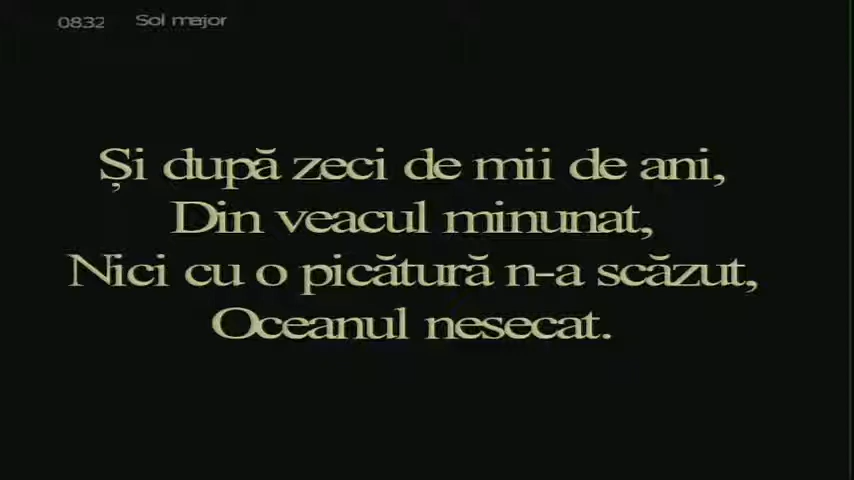 0832 Sol major
Și după zeci de mii de ani,
Din veacul minunat,
Nici cu o picătură n-a scăzut,
Oceanul nesecat.